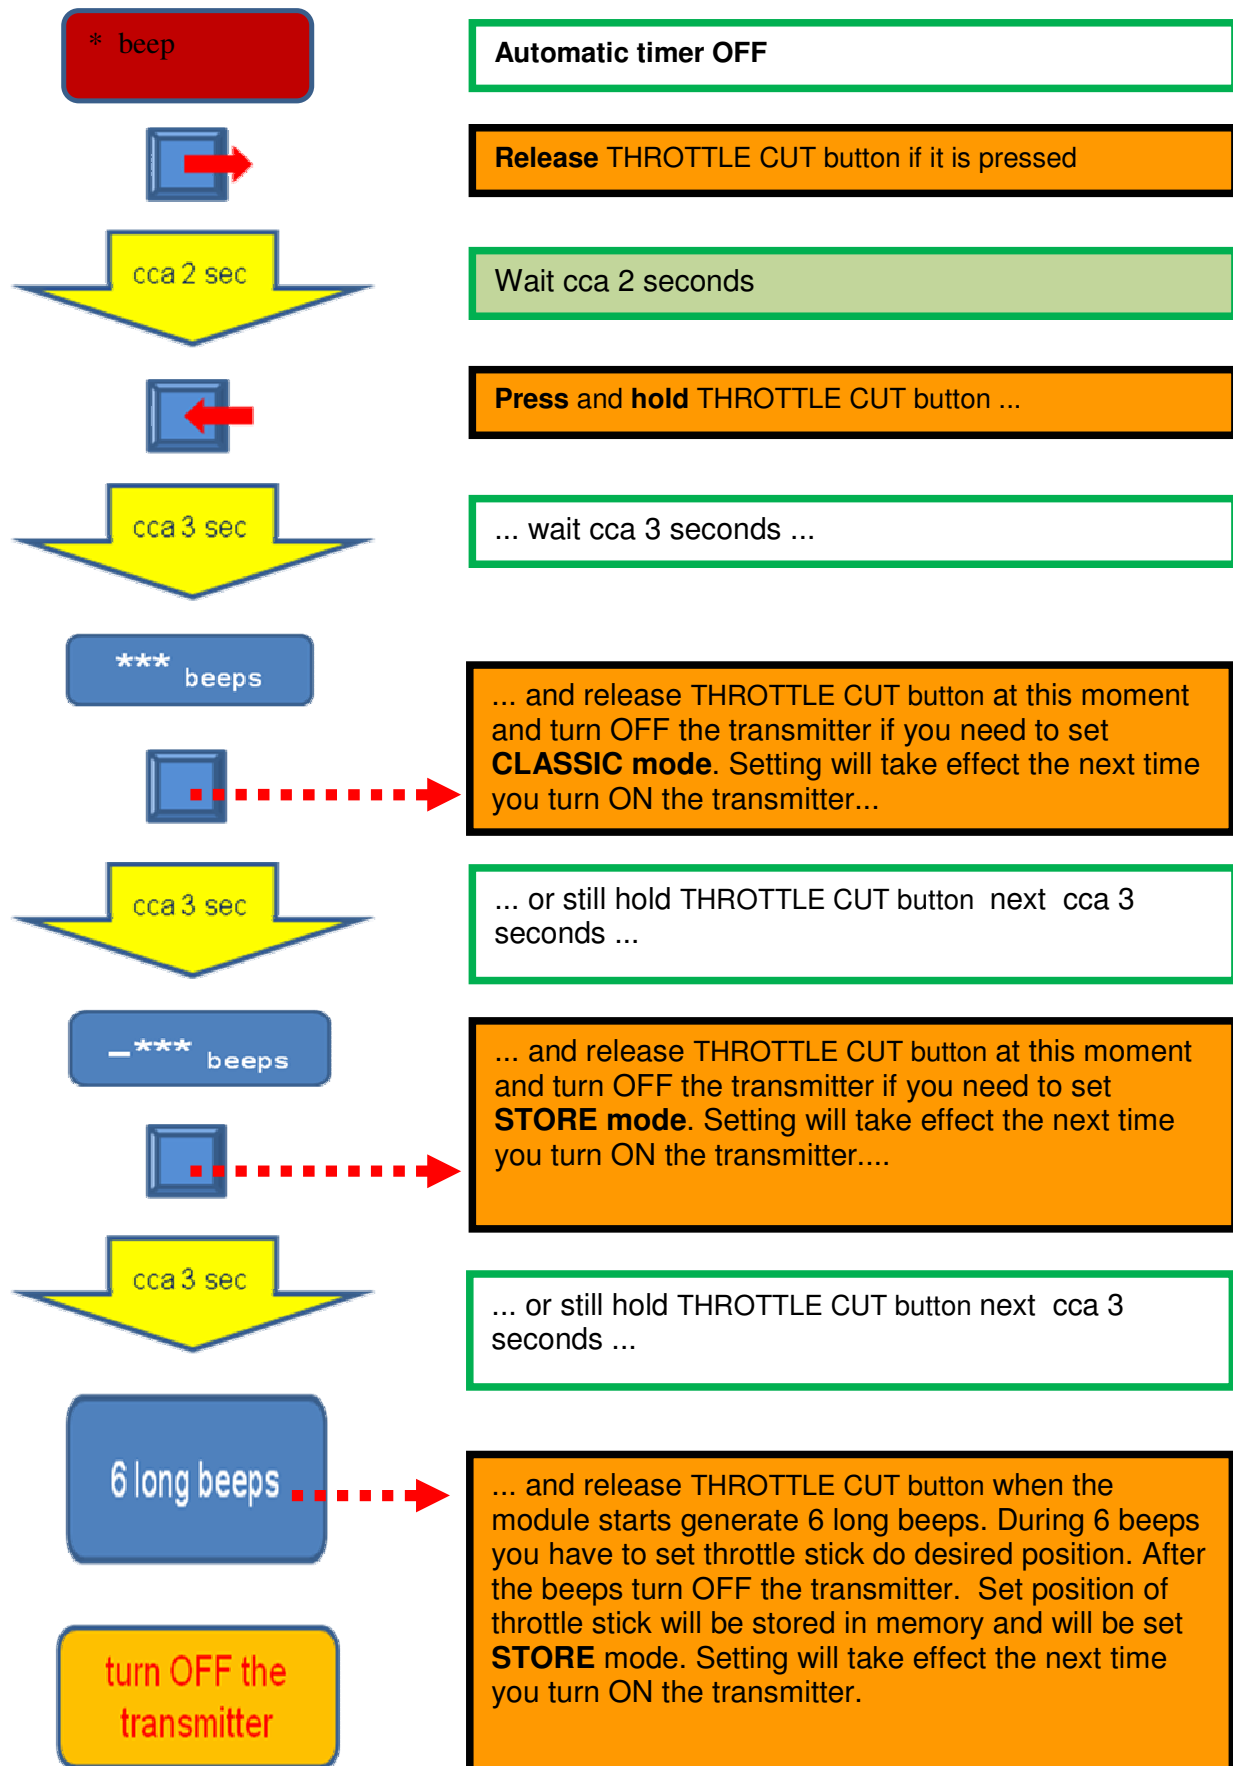 * beep
Automatic timer OFF
Release THROTTLE CUT button if it is pressed
cca 2 sec
Wait cca 2 seconds
Press and hold THROTTLE CUT button ...
cca 3 sec
... wait cca 3 seconds ...
*** beeps
... and release THROTTLE CUT button at this moment
and turn OFF the transmitter if you need to set
CLASSIC mode. Setting will take effect the next time
you turn ON the transmitter...
cca 3 sec
... or still hold THROTTLE CUT button next cca 3
seconds ...
–*** beeps
... and release THROTTLE CUT button at this moment
and turn OFF the transmitter if you need to set
STORE mode. Setting will take effect the next time
you turn ON the transmitter....
cca 3 sec
... or still hold THROTTLE CUT button next cca 3
seconds ...
6 long beeps
... and release THROTTLE CUT button when the
module starts generate 6 long beeps. During 6 beeps
you have to set throttle stick do desired position. After
the beeps turn OFF the transmitter. Set position of
throttle stick will be stored in memory and will be set
STORE mode. Setting will take effect the next time
you turn ON the transmitter.
turn OFF the
transmitter